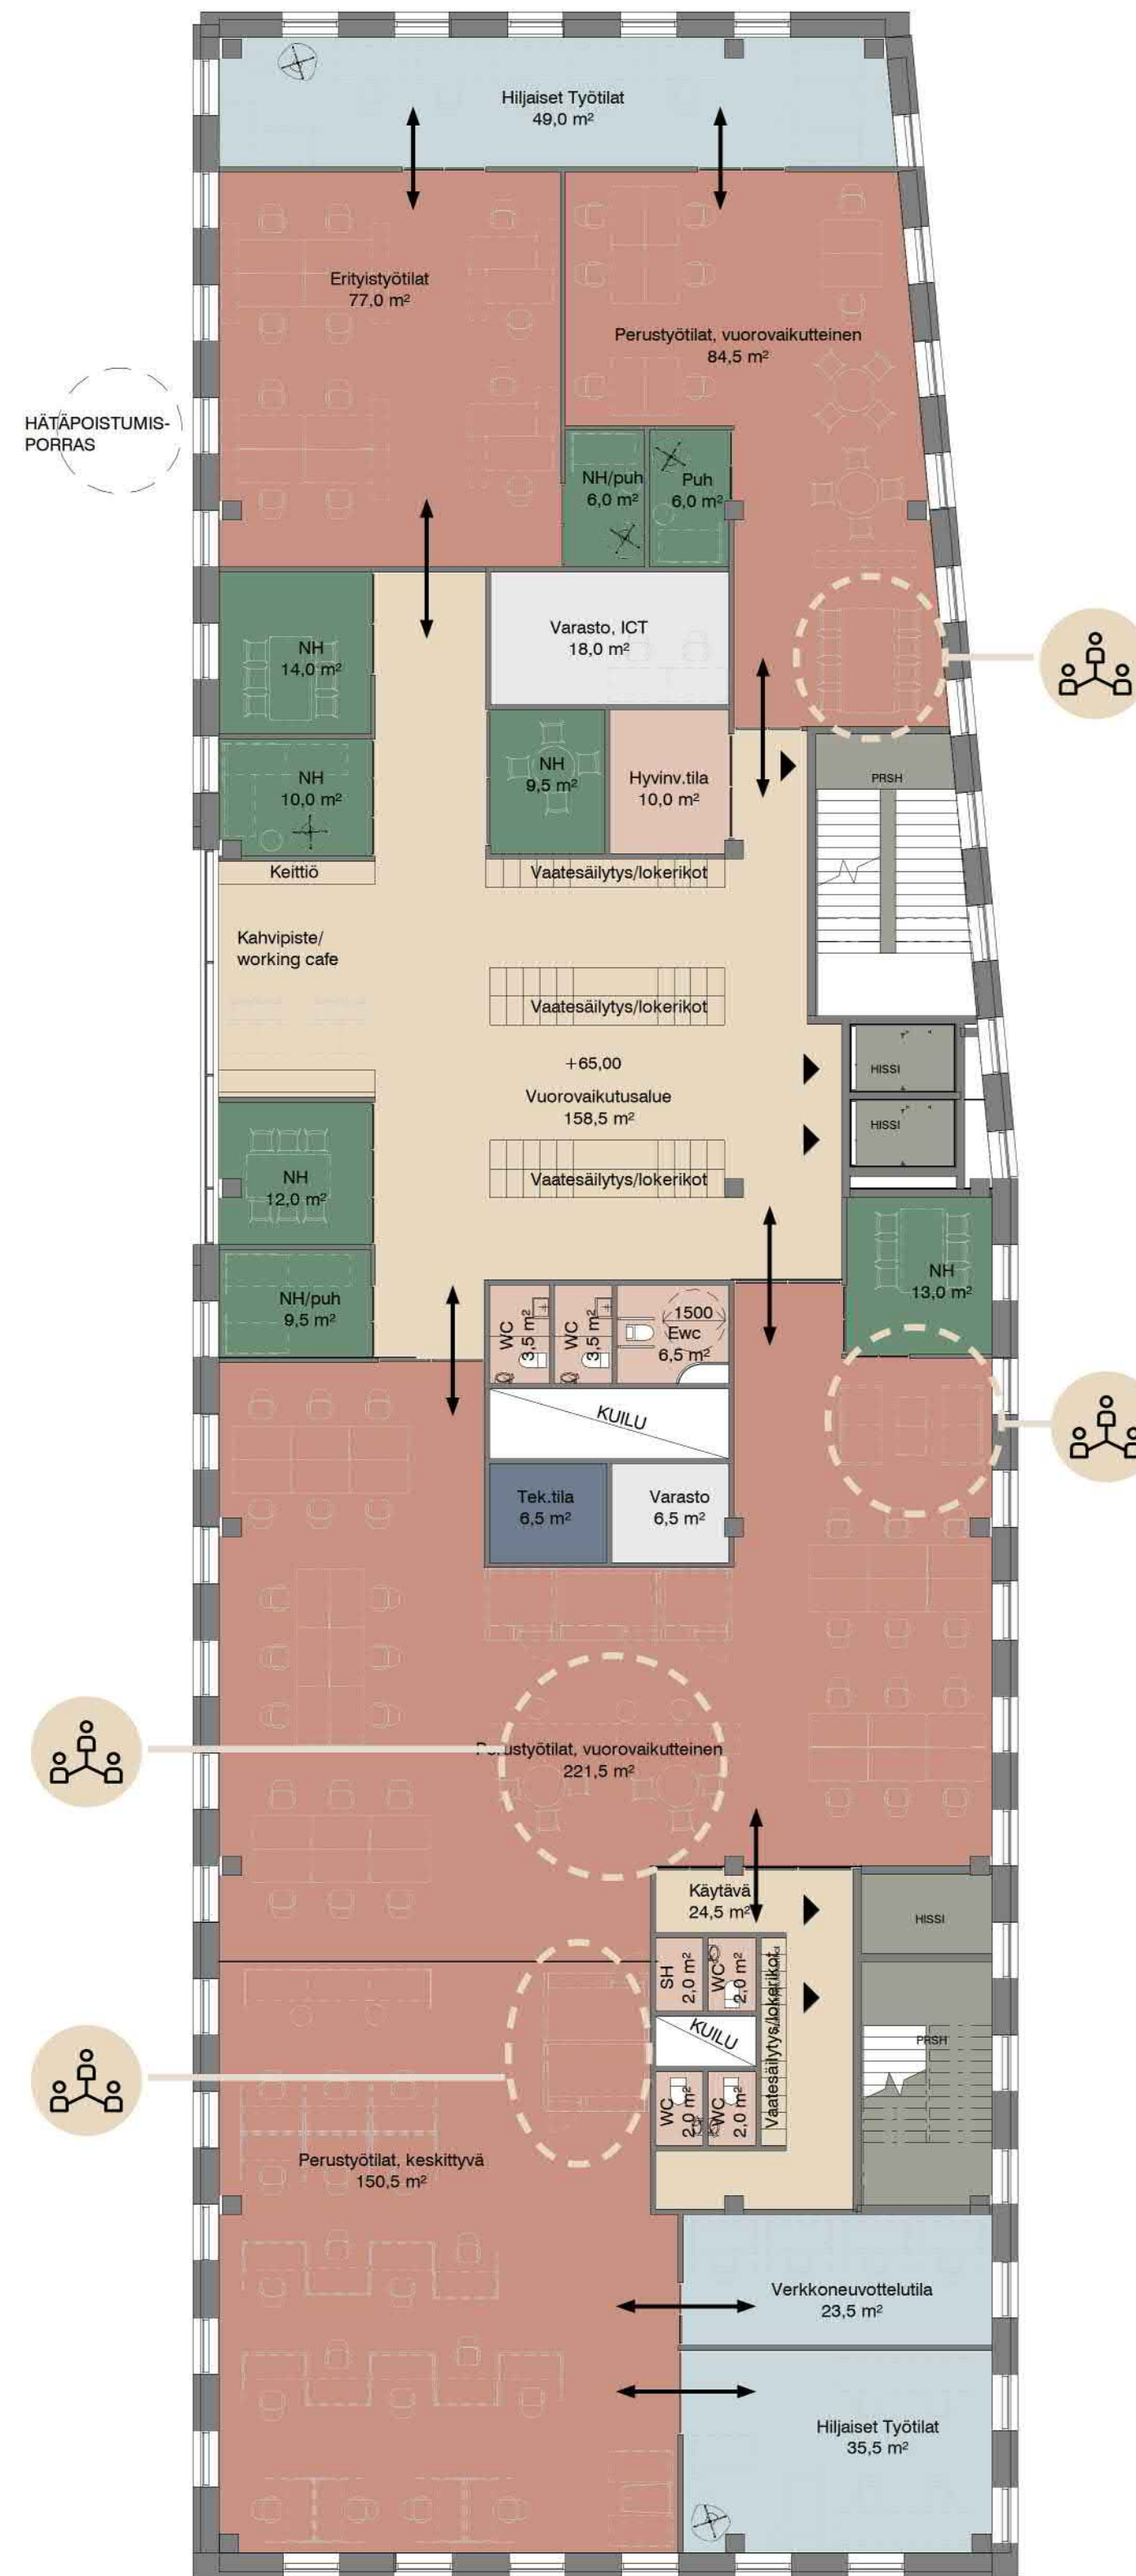 Hiljaiset Työtilat
49,0 m²
Erityistyötilat
77,0 m²
Perustyötilat, vuorovaikutteinen
84,5 m²
HÄTÄPOISTUMIS-
PORRAS
NH/puh
6,0 m²
Puh
6,0 m²
NH
14,0 m²
Varasto, ICT
18,0 m²
NH
10,0 m²
NH
9,5 m²
Hyvinv.tila
10,0 m²
PRSH
Keittiö
Vaatesäilytys/lokerikot
Kahvipiste/
working cafe
Vaatesäilytys/lokerikot
+65,00
Vuorovaikutusalue
158,5 m²
HISSI
HISSI
Vaatesäilytys/lokerikot
NH
12,0 m²
NH
13,0 m²
NH/puh
9,5 m²
WC
3,5 m²
WC
3,5 m²
1500
Ewc
6,5 m²
KUILU
Tek.tila
6,5 m²
Varasto
6,5 m²
Perustyötilat, vuorovaikutteinen
221,5 m²
Käytävä
24,5 m²
HISSI
SH
2,0 m²
WC
2,0 m²
Vaatesäilytys/lokerikot
KUILU
PRSH
WC
2,0 m²
WC
2,0 m²
Perustyötilat, keskittyvä
150,5 m²
Verkkoneuvottelutila
23,5 m²
Hiljaiset Työtilat
35,5 m²